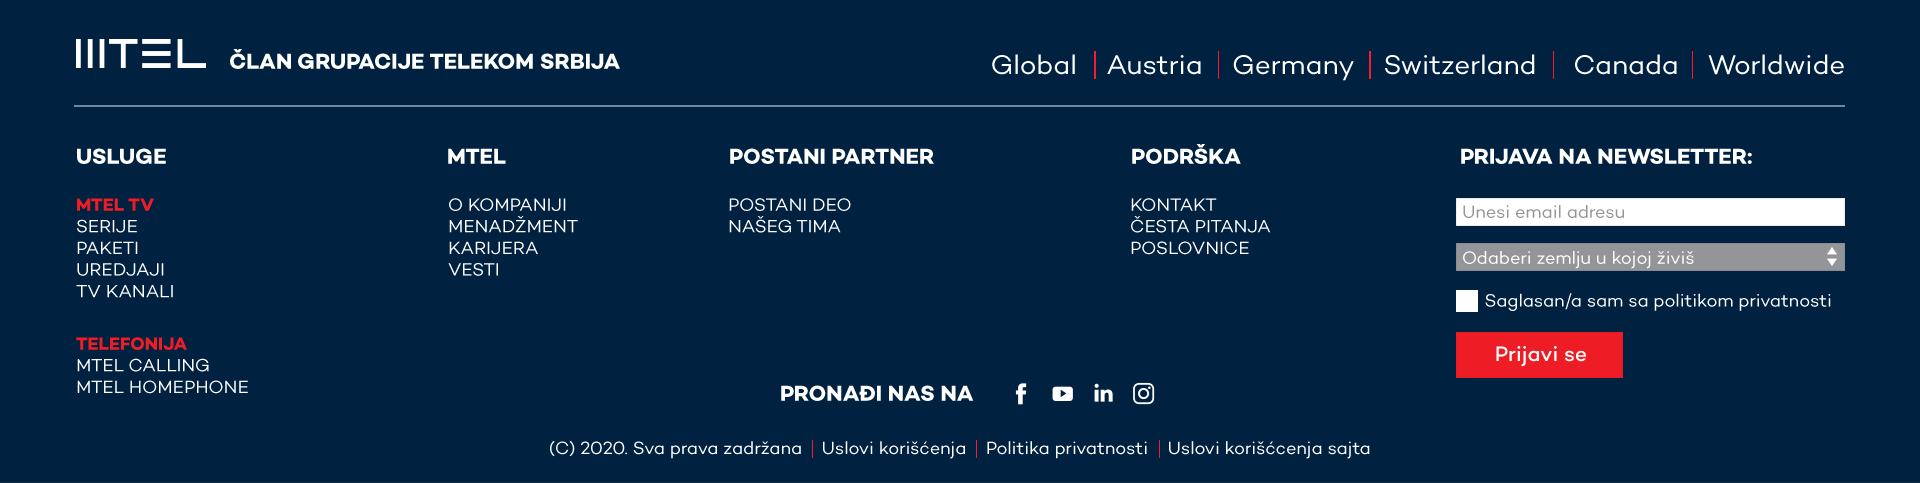 MTEL ČLAN GRUPACIJE TELEKOM SRBIJA
Global | Austria | Germany | Switzerland | Canada | Worldwide
USLUGE
MTEL TV
SERIJE
PAKETI
UREDJAJI
TV KANALI
TELEFONIJA
MTEL CALLING
MTEL HOMEPHONE
MTEL
O KOMPANIJI
MENADŽMENT
KARIJERA
VESTI
POSTANI PARTNER
POSTANI DEO
NAŠEG TIMA
PODRŠKA
KONTAKT
ČESTA PITANJA
POSLOVNICE
PRIJAVA NA NEWSLETTER:
Unesi email adresu
Odaberi zemlju u kojoj živiš
Saglasan/a sam sa politikom privatnosti
Prijavi se
PRONAĐI NAS NA
(C) 2020. Sva prava zadržana | Uslovi korišćenja | Politika privatnosti | Uslovi korišćcenja sajta